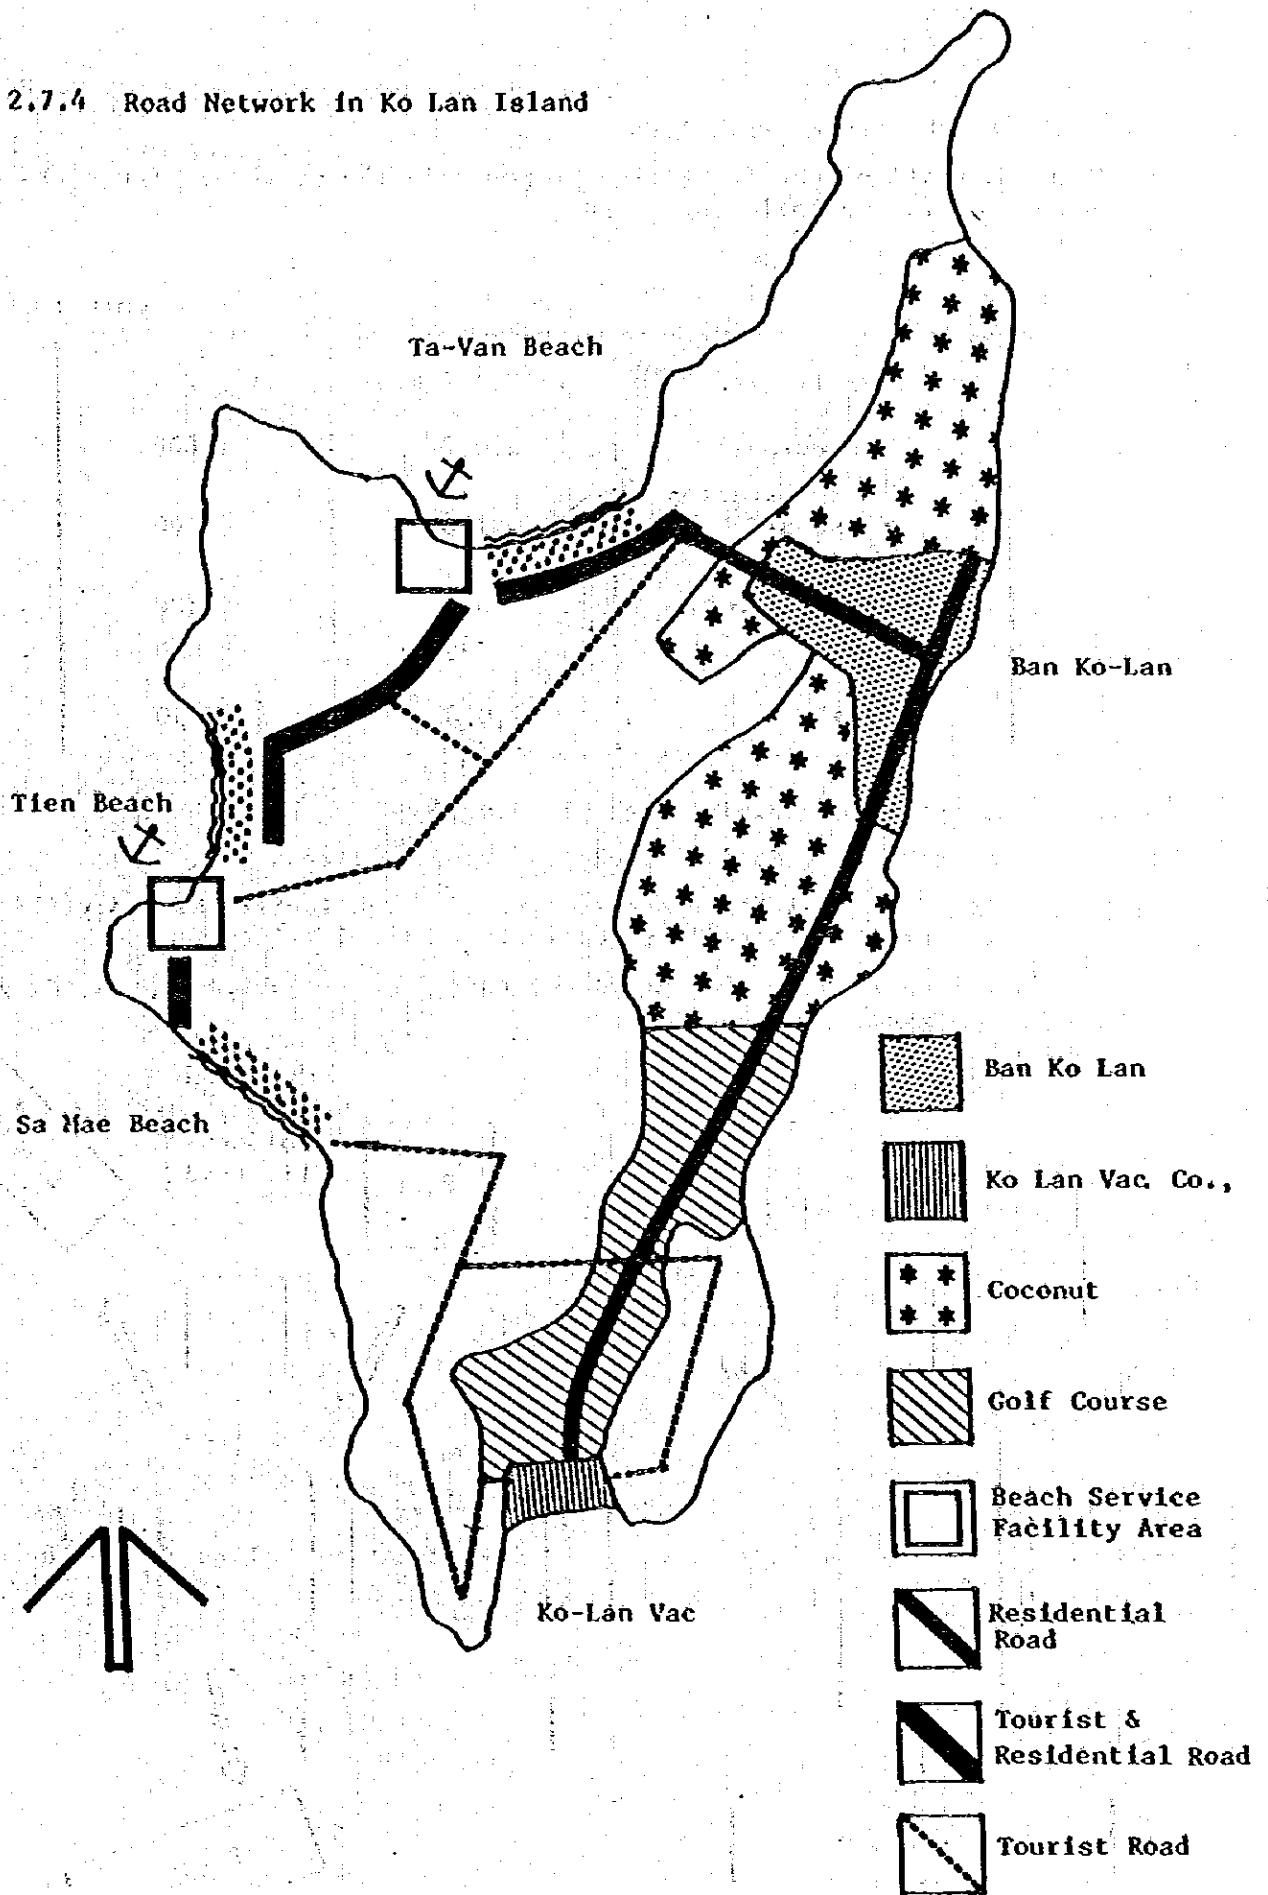 2.7.4 Road Network in Ko Lan Island
Ta-Van Beach
Ban Ko-Lan
Tien Beach
Sa Mae Beach
Ko-Lan Vac
Ban Ko Lan
Ko Lan Vac. Co.,
Coconut
Golf Course
Beach Service
Facility Area
Residential
Road
Tourist &
Residential Road
Tourist Road